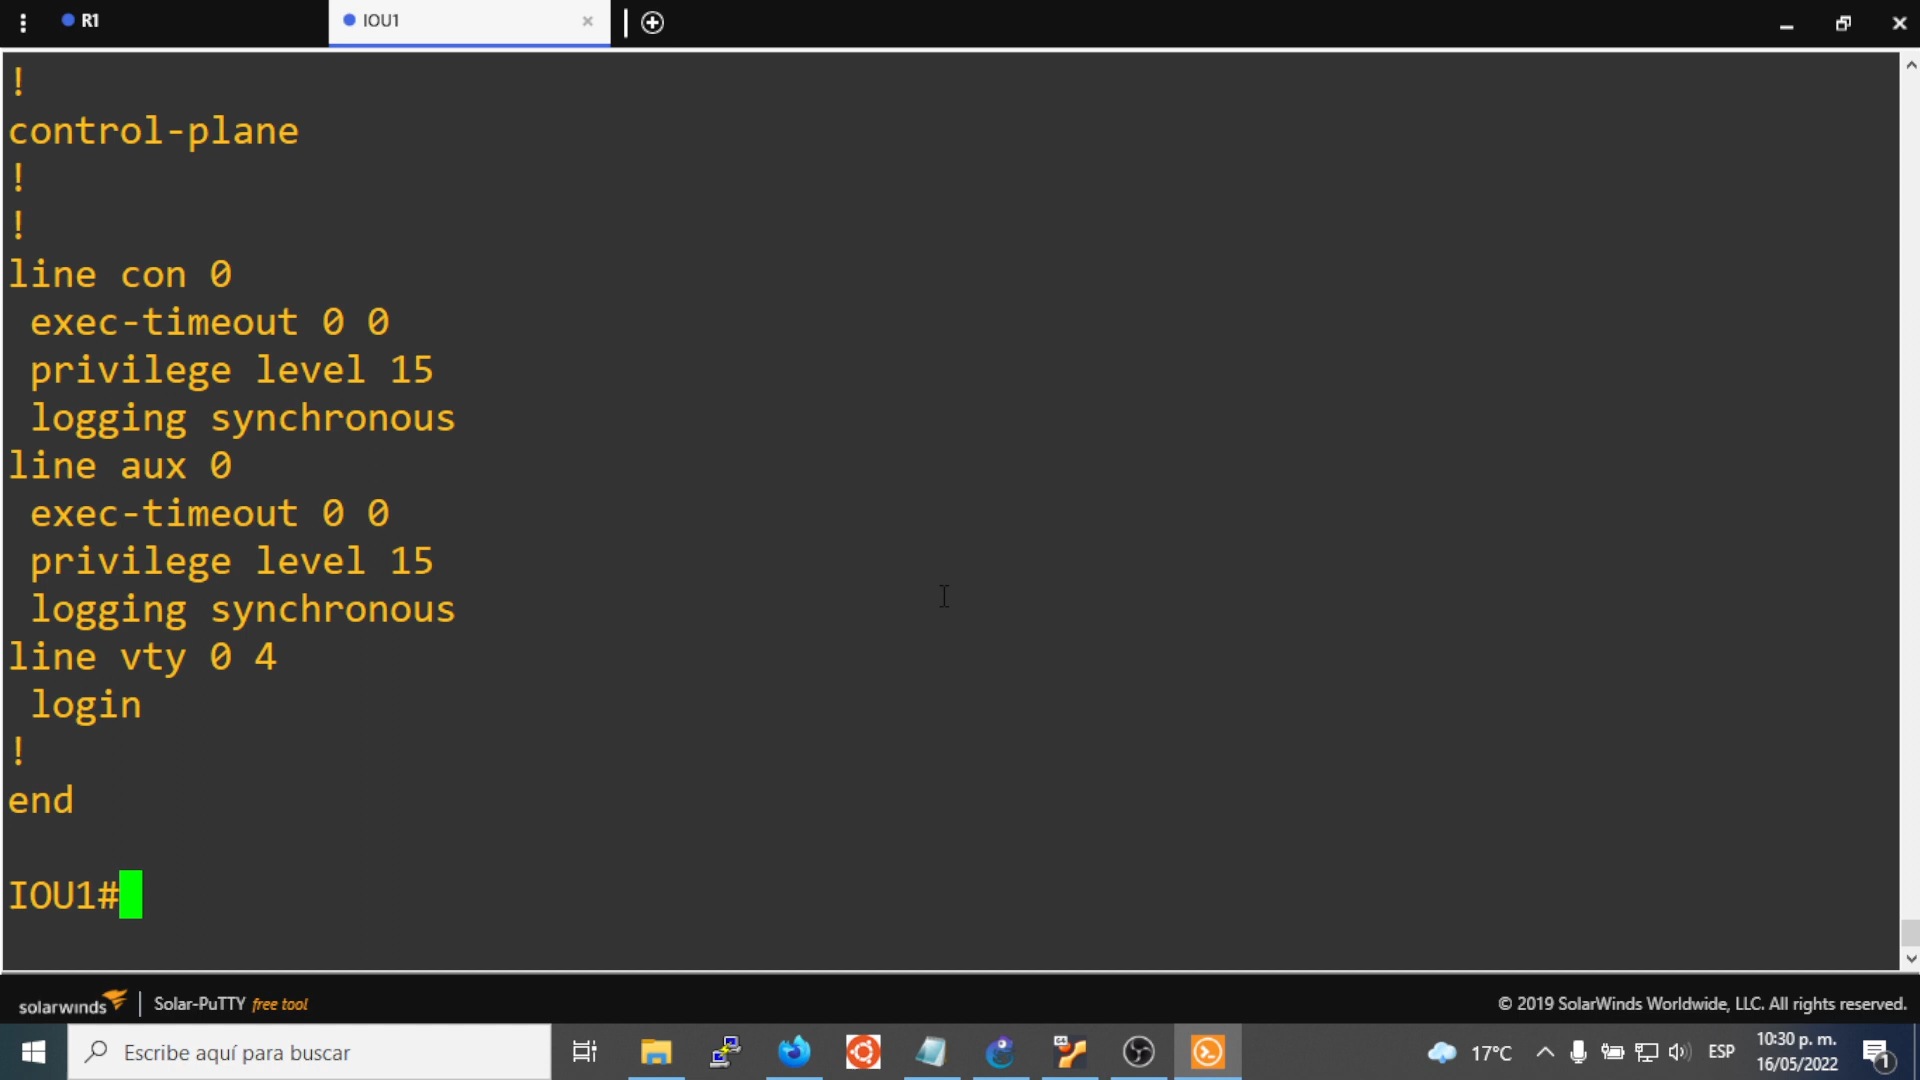 R1
IOU1
!
control-plane
!
!
line con 0
 exec-timeout 0 0
 privilege level 15
 logging synchronous
line aux 0
 exec-timeout 0 0
 privilege level 15
 logging synchronous
line vty 0 4
 login
!
end
IOU1#
solarwinds Solar-PuTTY free tool
© 2019 SolarWinds Worldwide, LLC. All rights reserved.
Escribe aquí para buscar
64
17°C
ESP
10:30 p. m.
16/05/2022
1